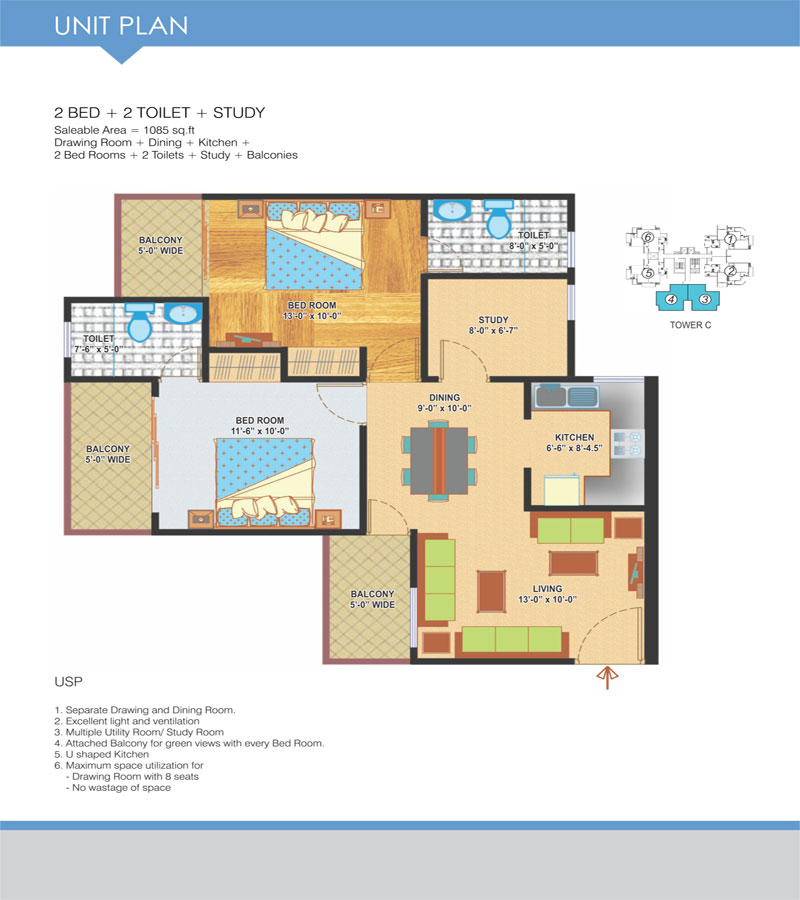 UNIT PLAN
2 BED + 2 TOILET + STUDY
Saleable Area = 1085 sq.ft
Drawing Room + Dining + Kitchen +
2 Bed Rooms + 2 Toilets + Study + Balconies
BALCONY
5'-0" WIDE
BED ROOM
13'-0" x 10'-0"
TOILET
8'-0" x 5'-0"
STUDY
8'-0" x 6'-7"
TOILET
7'-6" x 5'-0"
6
1
5
2
4
3
TOWER C
BALCONY
5'-0" WIDE
BED ROOM
11'-6" x 10'-0"
DINING
9'-0" x 10'-0"
KITCHEN
6'-6" x 8'-4.5"
BALCONY
5'-0" WIDE
LIVING
13'-0" x 10'-0"
USP
1. Separate Drawing and Dining Room.
2. Excellent light and ventilation
3. Multiple Utility Room/ Study Room
4. Attached Balcony for green views with every Bed Room.
5. U shaped Kitchen
6. Maximum space utilization for
- Drawing Room with 8 seats
- No wastage of space